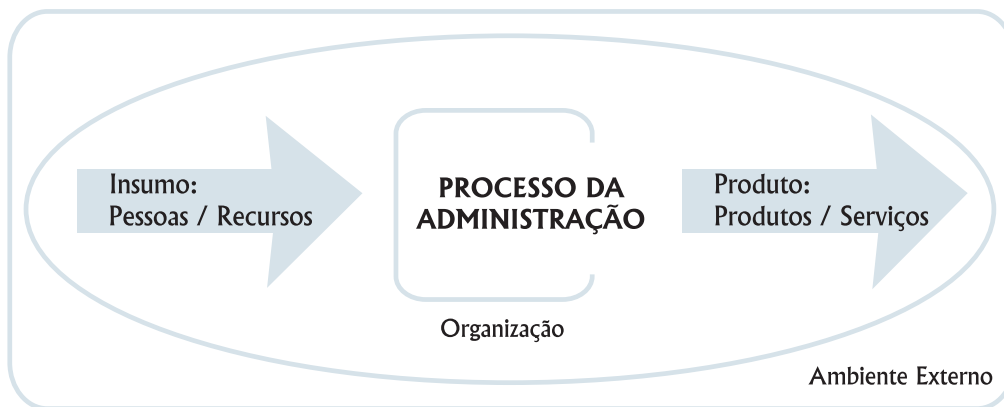 Insumo:
Pessoas / Recursos
PROCESSO DA
ADMINISTRAÇÃO
Produto:
Produtos / Serviços
Organização
Ambiente Externo